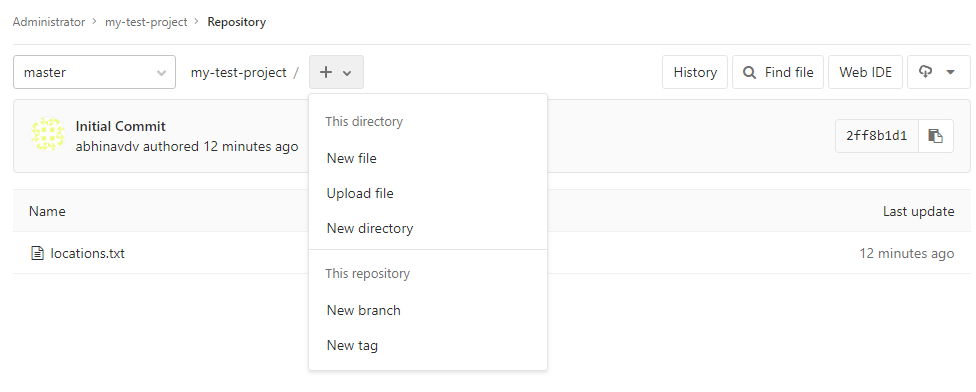 Administrator > my-test-project > Repository
master my-test-project / + History Find file Web IDE
Initial Commit
abhinavdv authored 12 minutes ago 2ff8b1d1
This directory
New file
Upload file
New directory
Name Last update
locations.txt 12 minutes ago
This repository
New branch
New tag